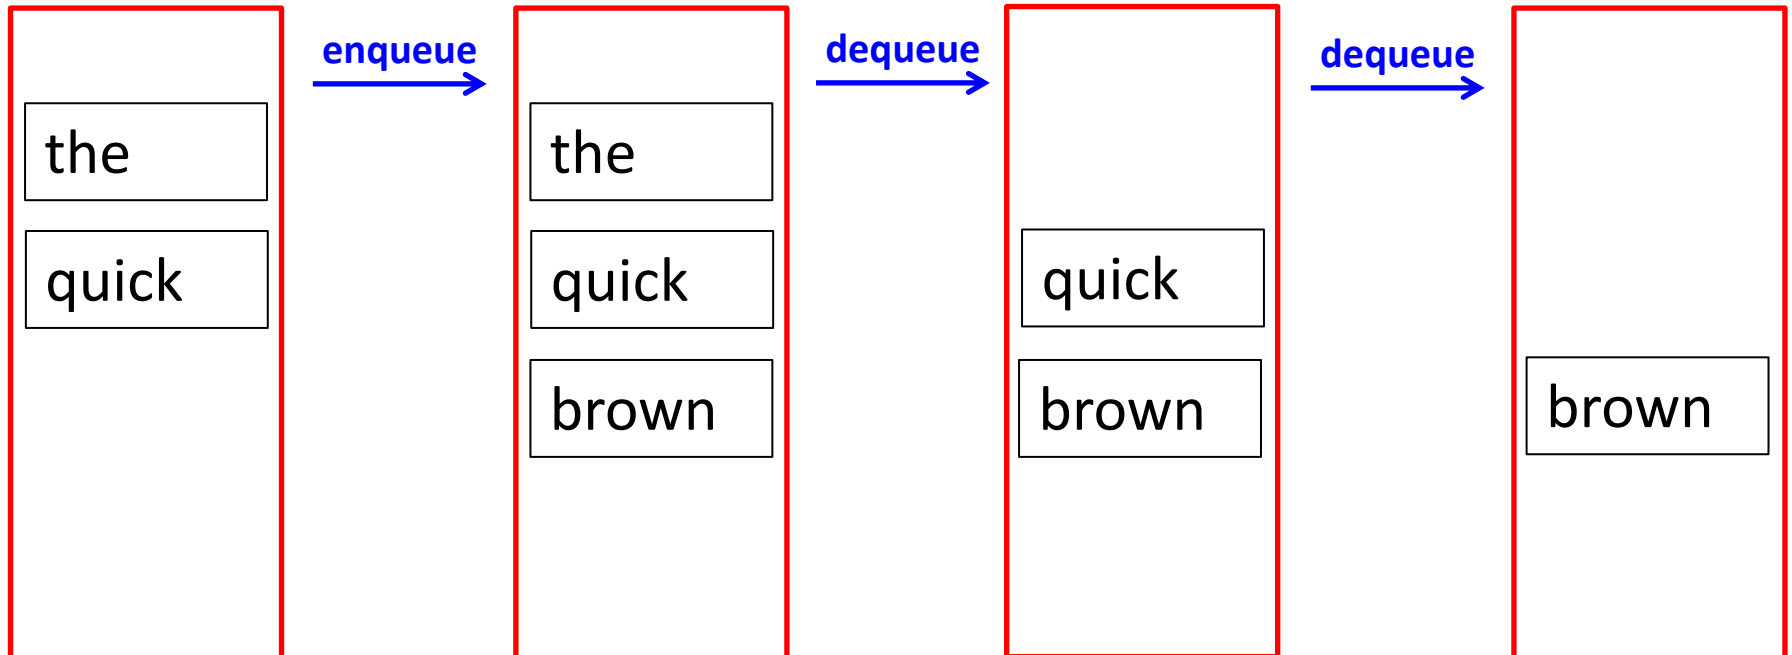 enqueue
dequeue
dequeue
the
the
quick
quick
quick
brown
brown
brown